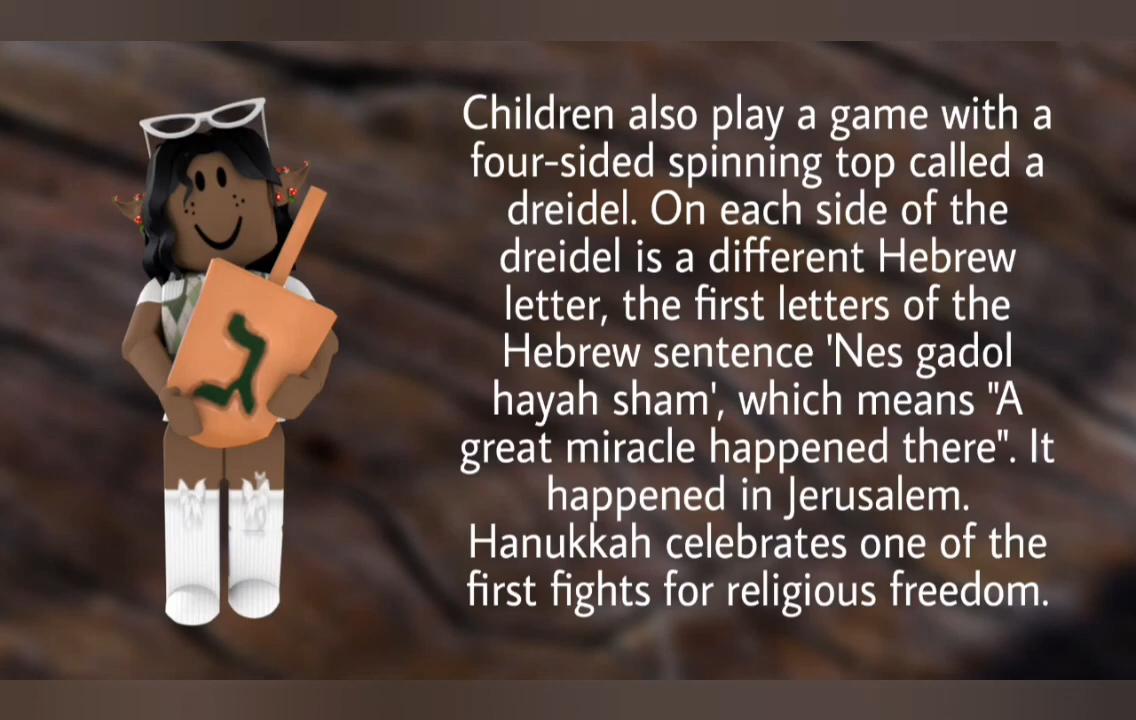 Children also play a game with a
four-sided spinning top called a
dreidel. On each side of the
dreidel is a different Hebrew
letter, the first letters of the
Hebrew sentence 'Nes gadol
hayah sham', which means "A
great miracle happened there". It
happened in Jerusalem.
Hanukkah celebrates one of the
first fights for religious freedom.
ג